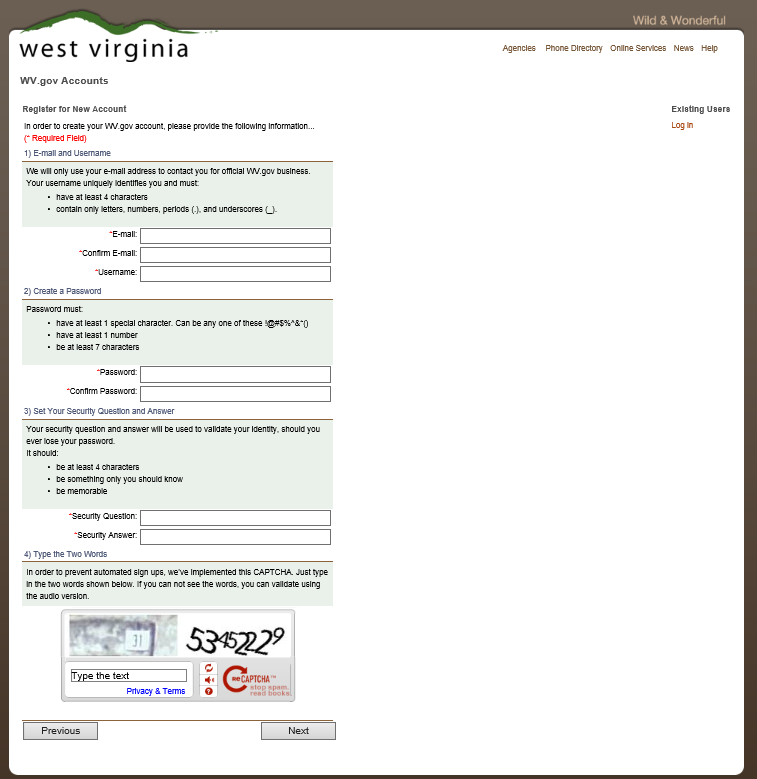 Wild & Wonderful
west virginia
Agencies Phone Directory Online Services News Help
WV.gov Accounts
Register for New Account
Existing Users
In order to create your WV.gov account, please provide the following information...
Log In
(* Required Field)
1) E-mail and Username
We will only use your e-mail address to contact you for official WV.gov business.
Your username uniquely identifies you and must:
• have at least 4 characters
• contain only letters, numbers, periods (.), and underscores (_).
*E-mail:
*Confirm E-mail:
*Username:
2) Create a Password
Password must:
• have at least 1 special character. Can be any one of these !@#$%^&*()
• have at least 1 number
• be at least 7 characters
*Password:
*Confirm Password:
3) Set Your Security Question and Answer
Your security question and answer will be used to validate your identity, should you
ever lose your password.
It should:
• be at least 4 characters
• be something only you should know
• be memorable
*Security Question:
*Security Answer:
4) Type the Two Words
In order to prevent automated sign ups, we've implemented this CAPTCHA. Just type
in the two words shown below. If you can not see the words, you can validate using
the audio version.
31 53452229
Type the text
Privacy & Terms
reCAPTCHA™
stop spam.
read books.
Previous Next